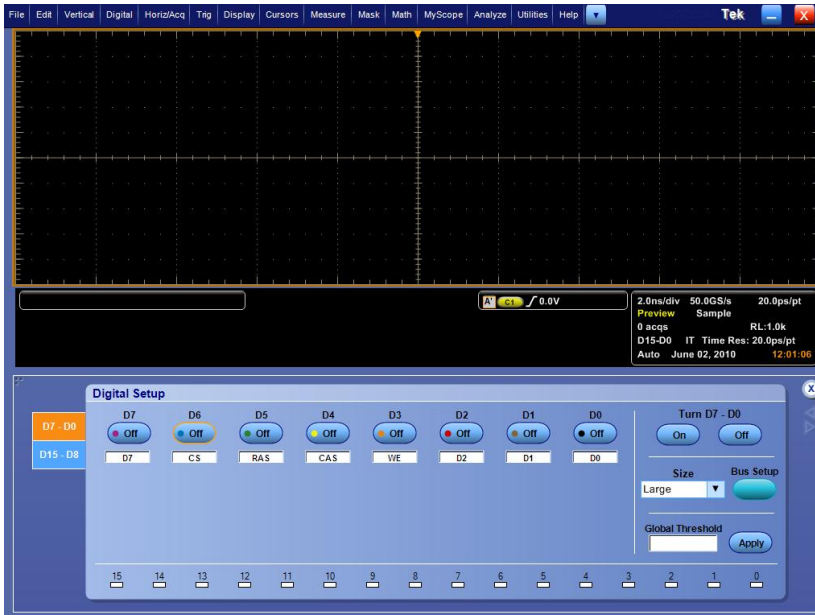 File Edit Vertical Digital Horiz/Acq Trig Display Cursors Measure Mask Math MyScope Analyze Utilities Help Tek X
A' C1 0.0V
2.0ns/div 50.0GS/s 20.0ps/pt
Preview Sample
0 acqs RL:1.0k
D15-D0 IT Time Res: 20.0ps/pt
Auto June 02, 2010 12:01:06
X
Digital Setup
D7 - D0
D15 - D8
D7 D6 D5 D4 D3 D2 D1 D0
Off Off Off Off Off Off Off Off
D7 CS RAS CAS WE D2 D1 D0
Turn D7 - D0
On Off
Size Bus Setup
Large
Global Threshold
Apply
15 14 13 12 11 10 9 8 7 6 5 4 3 2 1 0